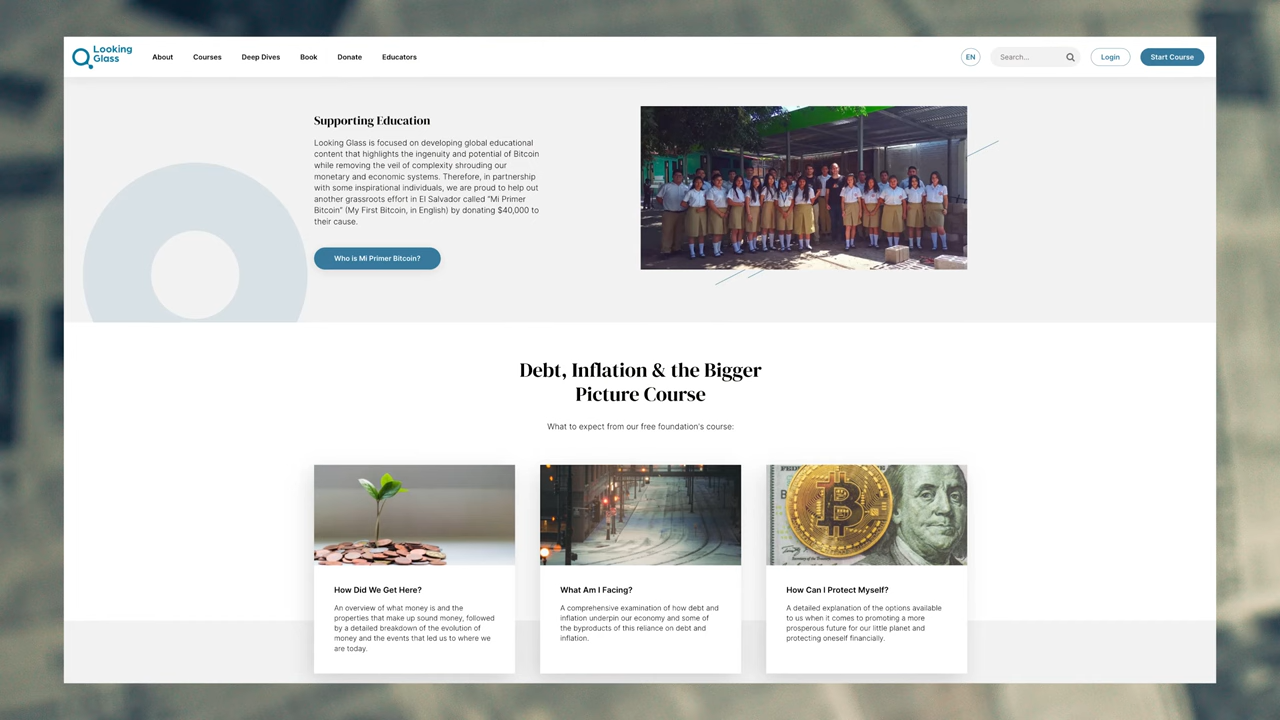 Looking
Glass
About
Courses
Deep Dives
Book
Donate
Educators
EN
Search...
Login
Start Course
Supporting Education
Looking Glass is focused on developing global educational
content that highlights the ingenuity and potential of Bitcoin
while removing the veil of complexity shrouding our
monetary and economic systems. Therefore, in partnership
with some inspirational individuals, we are proud to help out
another grassroots effort in El Salvador called "Mi Primer
Bitcoin" (My First Bitcoin, in English) by donating $40,000 to
their cause.
Who is Mi Primer Bitcoin?
Debt, Inflation & the Bigger
Picture Course
What to expect from our free foundation's course:
How Did We Get Here?
An overview of what money is and the
properties that make up sound money, followed
by a detailed breakdown of the evolution of
money and the events that led us to where we
are today.
What Am I Facing?
A comprehensive examination of how debt and
inflation underpin our economy and some of
the byproducts of this reliance on debt and
inflation.
How Can I Protect Myself?
A detailed explanation of the options available
to us when it comes to promoting a more
prosperous future for our little planet and
protecting oneself financially.